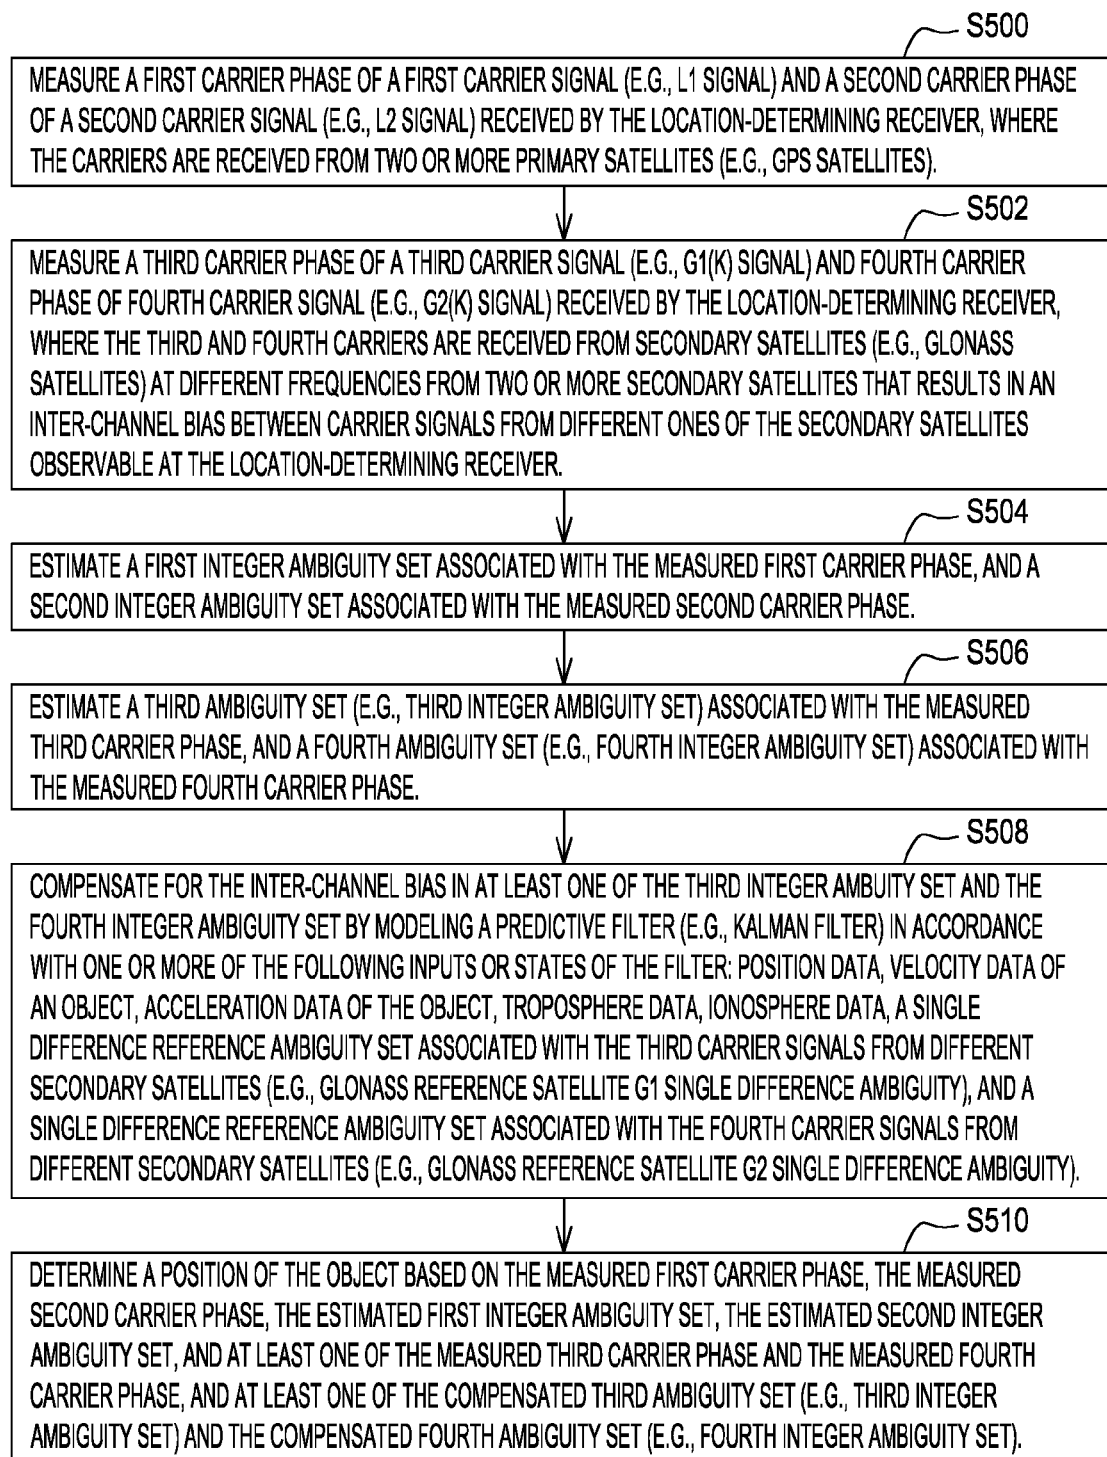 S500
MEASURE A FIRST CARRIER PHASE OF A FIRST CARRIER SIGNAL (E.G., L1 SIGNAL) AND A SECOND CARRIER PHASE
OF A SECOND CARRIER SIGNAL (E.G., L2 SIGNAL) RECEIVED BY THE LOCATION-DETERMINING RECEIVER, WHERE
THE CARRIERS ARE RECEIVED FROM TWO OR MORE PRIMARY SATELLITES (E.G., GPS SATELLITES).
S502
MEASURE A THIRD CARRIER PHASE OF A THIRD CARRIER SIGNAL (E.G., G1(K) SIGNAL) AND FOURTH CARRIER
PHASE OF FOURTH CARRIER SIGNAL (E.G., G2(K) SIGNAL) RECEIVED BY THE LOCATION-DETERMINING RECEIVER,
WHERE THE THIRD AND FOURTH CARRIERS ARE RECEIVED FROM SECONDARY SATELLITES (E.G., GLONASS
SATELLITES) AT DIFFERENT FREQUENCIES FROM TWO OR MORE SECONDARY SATELLITES THAT RESULTS IN AN
INTER-CHANNEL BIAS BETWEEN CARRIER SIGNALS FROM DIFFERENT ONES OF THE SECONDARY SATELLITES
OBSERVABLE AT THE LOCATION-DETERMINING RECEIVER.
S504
ESTIMATE A FIRST INTEGER AMBIGUITY SET ASSOCIATED WITH THE MEASURED FIRST CARRIER PHASE, AND A
SECOND INTEGER AMBIGUITY SET ASSOCIATED WITH THE MEASURED SECOND CARRIER PHASE.
S506
ESTIMATE A THIRD AMBIGUITY SET (E.G., THIRD INTEGER AMBIGUITY SET) ASSOCIATED WITH THE MEASURED
THIRD CARRIER PHASE, AND A FOURTH AMBIGUITY SET (E.G., FOURTH INTEGER AMBIGUITY SET) ASSOCIATED WITH
THE MEASURED FOURTH CARRIER PHASE.
S508
COMPENSATE FOR THE INTER-CHANNEL BIAS IN AT LEAST ONE OF THE THIRD INTEGER AMBUITY SET AND THE
FOURTH INTEGER AMBIGUITY SET BY MODELING A PREDICTIVE FILTER (E.G., KALMAN FILTER) IN ACCORDANCE
WITH ONE OR MORE OF THE FOLLOWING INPUTS OR STATES OF THE FILTER: POSITION DATA, VELOCITY DATA OF
AN OBJECT, ACCELERATION DATA OF THE OBJECT, TROPOSPHERE DATA, IONOSPHERE DATA, A SINGLE
DIFFERENCE REFERENCE AMBIGUITY SET ASSOCIATED WITH THE THIRD CARRIER SIGNALS FROM DIFFERENT
SECONDARY SATELLITES (E.G., GLONASS REFERENCE SATELLITE G1 SINGLE DIFFERENCE AMBIGUITY), AND A
SINGLE DIFFERENCE REFERENCE AMBIGUITY SET ASSOCIATED WITH THE FOURTH CARRIER SIGNALS FROM
DIFFERENT SECONDARY SATELLITES (E.G., GLONASS REFERENCE SATELLITE G2 SINGLE DIFFERENCE AMBIGUITY).
S510
DETERMINE A POSITION OF THE OBJECT BASED ON THE MEASURED FIRST CARRIER PHASE, THE MEASURED
SECOND CARRIER PHASE, THE ESTIMATED FIRST INTEGER AMBIGUITY SET, THE ESTIMATED SECOND INTEGER
AMBIGUITY SET, AND AT LEAST ONE OF THE MEASURED THIRD CARRIER PHASE AND THE MEASURED FOURTH
CARRIER PHASE, AND AT LEAST ONE OF THE COMPENSATED THIRD AMBIGUITY SET (E.G., THIRD INTEGER
AMBIGUITY SET) AND THE COMPENSATED FOURTH AMBIGUITY SET (E.G., FOURTH INTEGER AMBIGUITY SET).